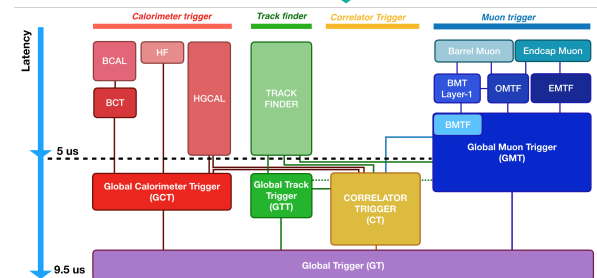 Calorimeter trigger
Track finder
Correlator Trigger
Muon trigger
Latency
BCAL
HF
HGCAL
TRACK
FINDER
Barrel Muon
Endcap Muon
BCT
BMT
Layer-1
OMTF
EMTF
BMTF
Global Muon Trigger
(GMT)
5 us
Global Calorimeter Trigger
(GCT)
Global Track
Trigger
(GTT)
CORRELATOR
TRIGGER
(CT)
9.5 us
Global Trigger (GT)